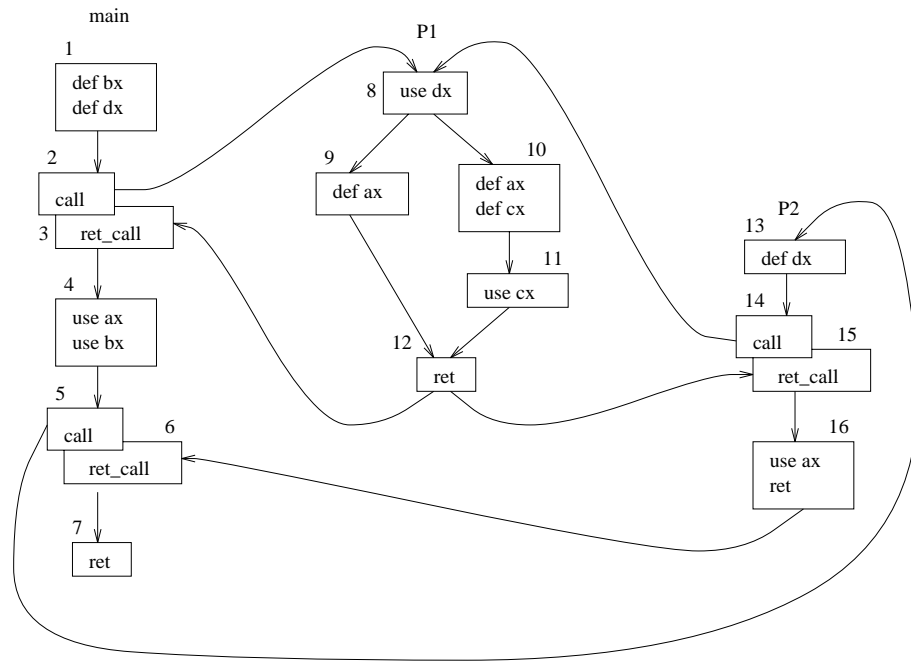 main
1
def bx
def dx
2
call
3
ret_call
4
use ax
use bx
5
call
6
ret_call
7
ret
P1
8
use dx
9
def ax
10
def ax
def cx
11
use cx
12
ret
P2
13
def dx
14
call
15
ret_call
16
use ax
ret